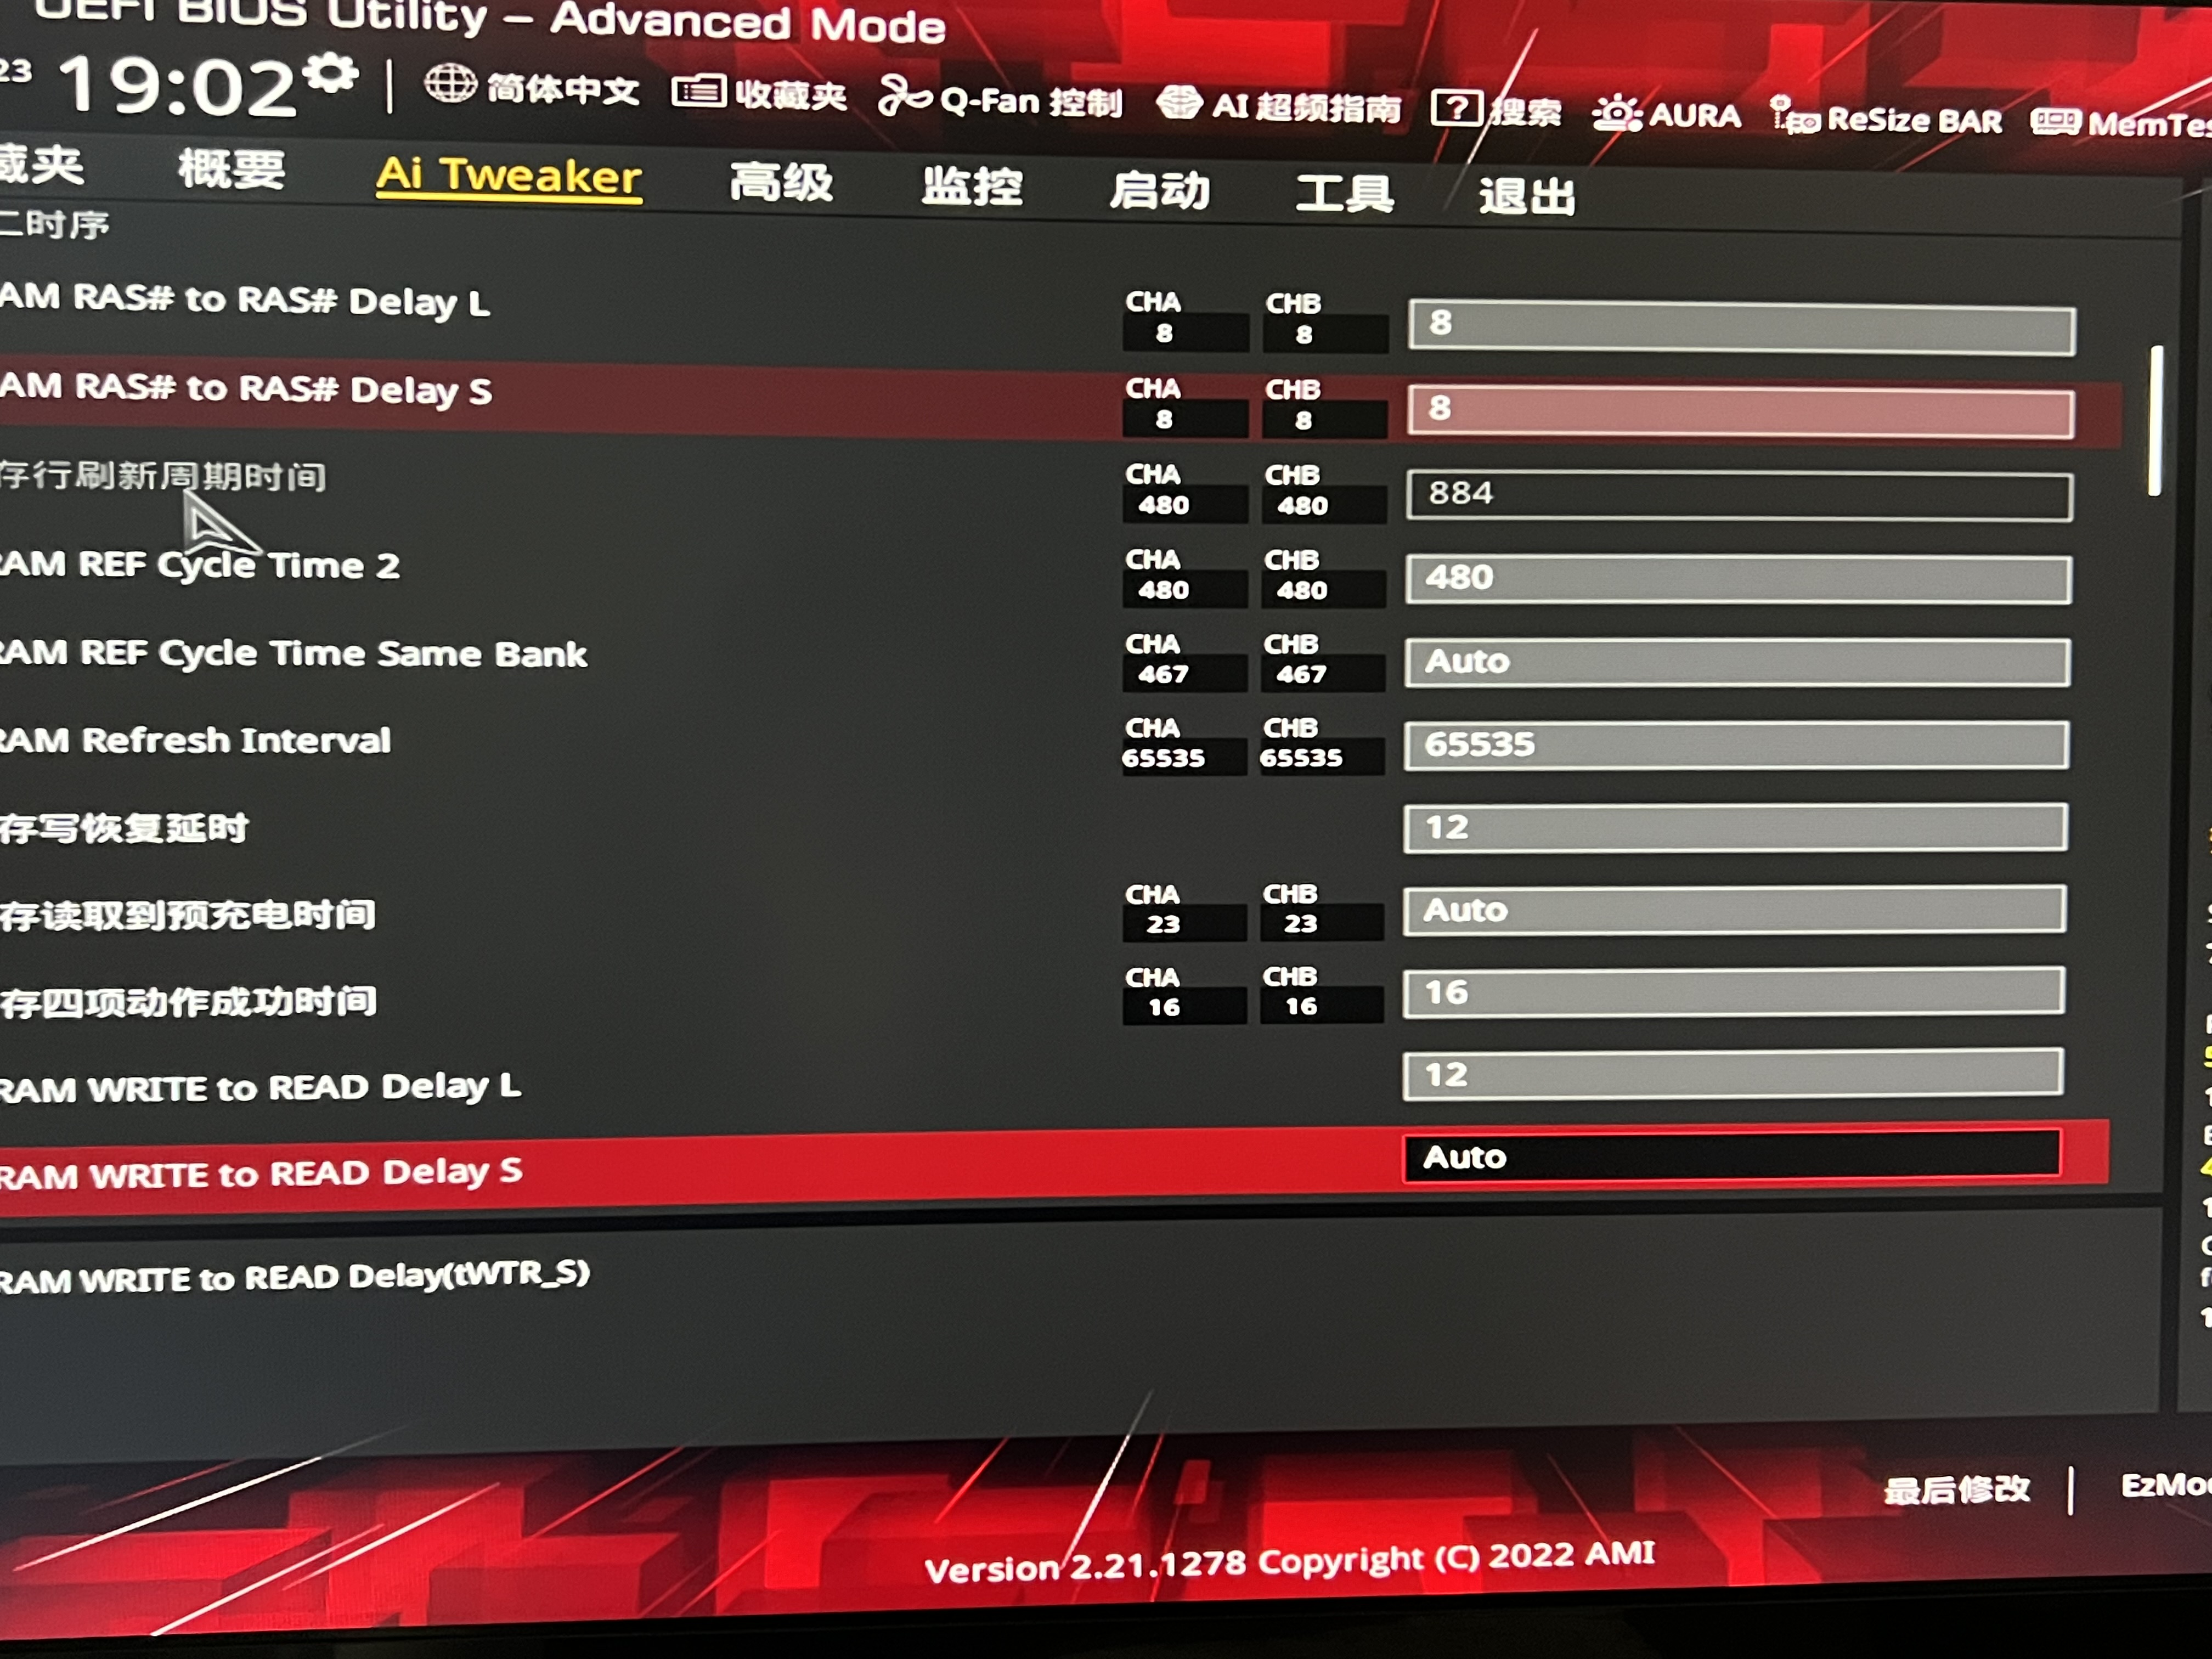 UEFI BIOS Utility – Advanced Mode
23 19:02 简体中文 收藏夹 Q-Fan 控制 AI 超频指南 搜索 AURA ReSize BAR MemTes
藏夹 概要 Ai Tweaker 高级 监控 启动 工具 退出
二时序
AM RAS# to RAS# Delay L CHA 8 CHB 8 8
AM RAS# to RAS# Delay S CHA 8 CHB 8 8
存行刷新周期时间 CHA 480 CHB 480 884
RAM REF Cycle Time 2 CHA 480 CHB 480 480
RAM REF Cycle Time Same Bank CHA 467 CHB 467 Auto
RAM Refresh Interval CHA 65535 CHB 65535 65535
存写恢复延时 12
存读取到预充电时间 CHA 23 CHB 23 Auto
存四项动作成功时间 CHA 16 CHB 16 16
RAM WRITE to READ Delay L 12
RAM WRITE to READ Delay S Auto
RAM WRITE to READ Delay(tWTR_S)
最后修改 EzMo
Version 2.21.1278 Copyright (C) 2022 AMI